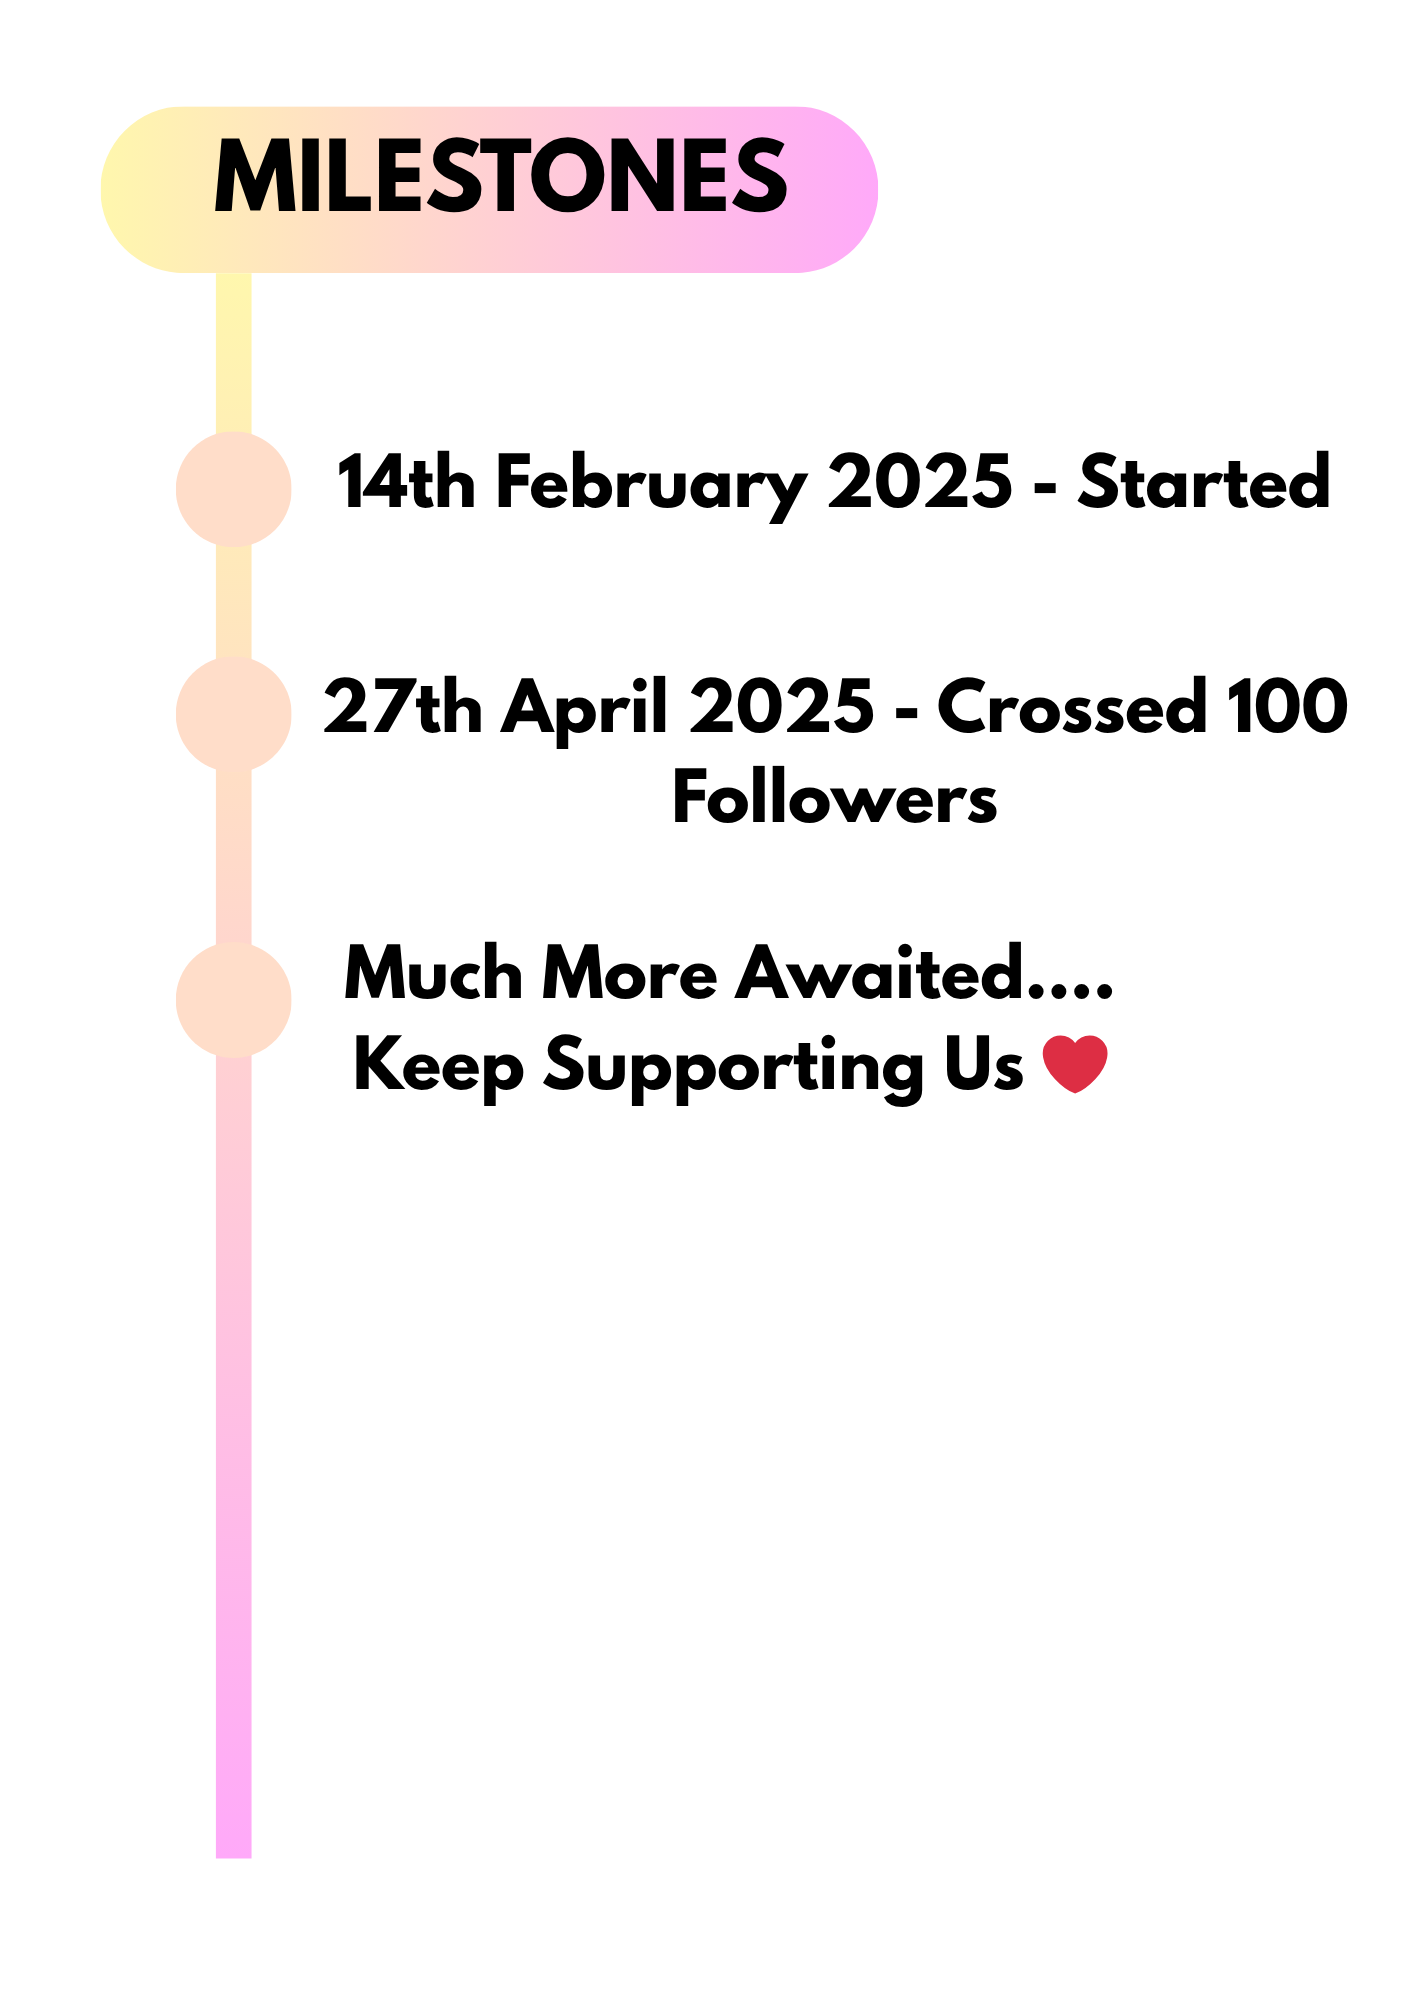 MILESTONES
14th February 2025 - Started
27th April 2025 - Crossed 100
Followers
Much More Awaited....
Keep Supporting Us ❤